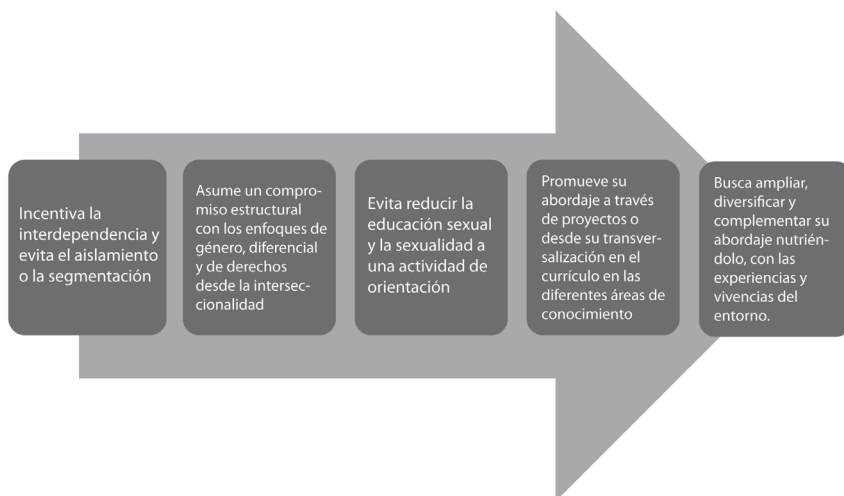 Incentiva la
interdependencia y
evita el aislamiento
o la segmentación
Asume un compro-
miso estructural
con los enfoques de
género, diferencial
y de derechos
desde la intersec-
cionalidad
Evita reducir la
educación sexual
y la sexualidad a
una actividad de
orientación
Promueve su
abordaje a través
de proyectos o
desde su transver-
salización en el
currículo en las
diferentes áreas de
conocimiento
Busca ampliar,
diversificar y
complementar su
abordaje nutrién-
dolo, con las
experiencias y
vivencias del
entorno.